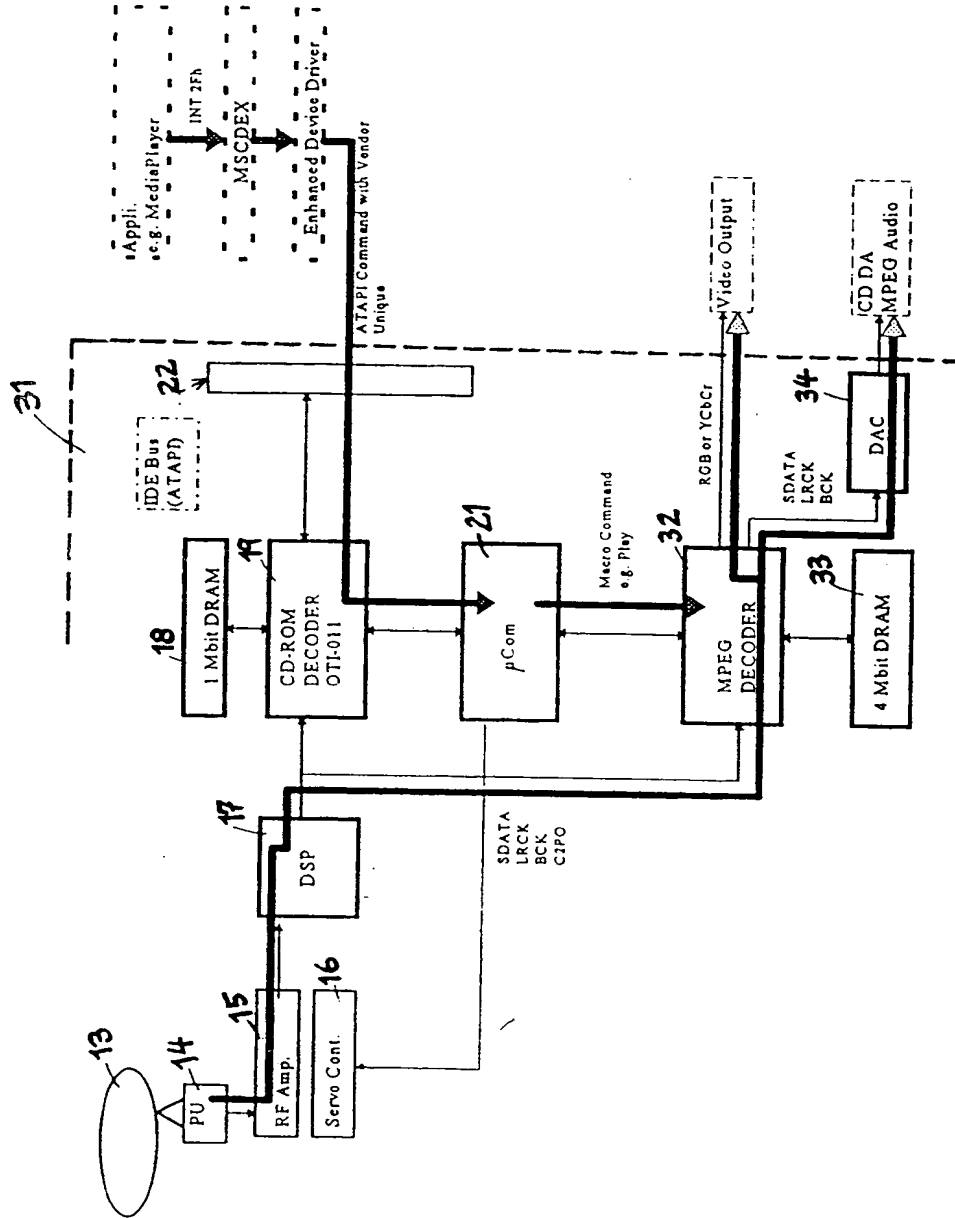 31
Appli.
e.g. MediaPlayer
INT 2Fh
MSCDEX
Enhanced Device Driver
ATAPI Command with Vendor
Unique
22
IDE Bus
(ATAPI)
18
1 Mbit DRAM
19
CD-ROM
DECODER
OTI-011
21
μCom
Macro Command
e.g. Play
32
MPEG
DECODER
33
4 Mbit DRAM
RGB or YCbCr
Video Output
SDATA
LRCK
BCK
34
DAC
CD DA
MPEG Audio
17
DSP
SDATA
LRCK
BCK
C2PO
13
14
PU
15
RF Amp.
16
Servo Cont.